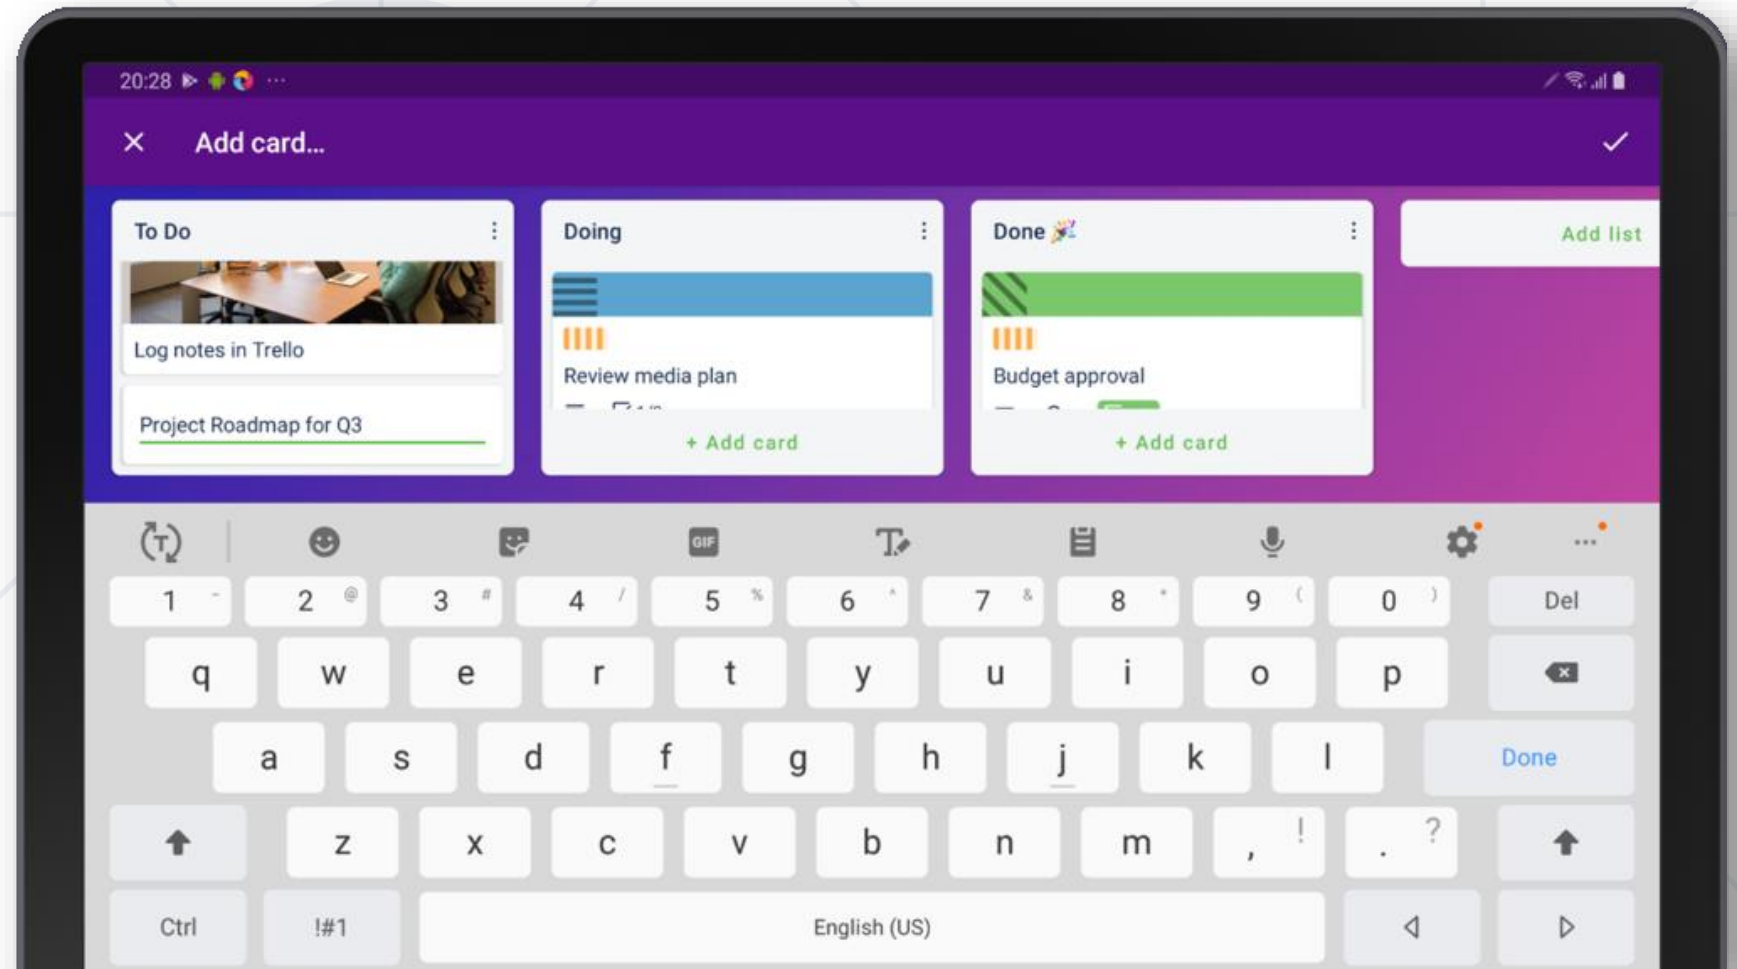 20:28
Add card…
To Do
Doing
Done 🎉
Add list
Log notes in Trello
Review media plan
Budget approval
Project Roadmap for Q3
+ Add card
+ Add card
GIF
1 -
2 @
3 #
4 /
5 %
6 ^
7 &
8 *
9 (
0 )
Del
q w e r t y u i o p
a s d f g h j k l Done
z x c v b n m , ! . ?
Ctrl !#1 English (US)